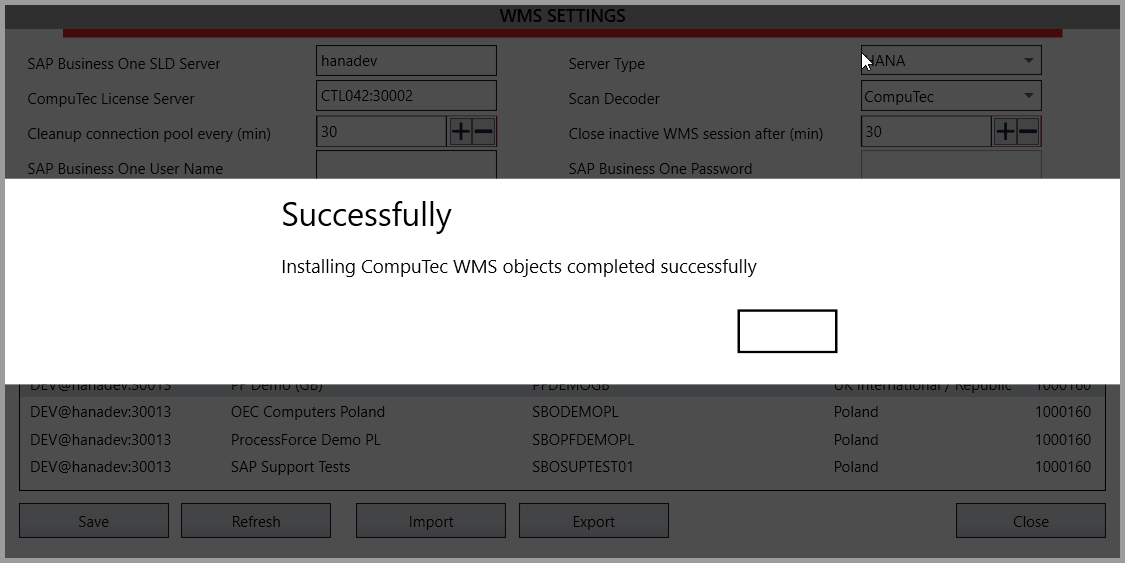 WMS SETTINGS
SAP Business One SLD Server hanadev Server Type HANA
CompuTec License Server CTL042:30002 Scan Decoder CompuTec
Cleanup connection pool every (min) 30 Close inactive WMS session after (min) 30
SAP Business One User Name SAP Business One Password
Successfully
Installing CompuTec WMS objects completed successfully
DEV@hanadev:30013 PF Demo (GB) PFDEMOGB UK International / Republic 1000160
DEV@hanadev:30013 OEC Computers Poland SBODEMOPL Poland 1000160
DEV@hanadev:30013 ProcessForce Demo PL SBOPFDEMOPL Poland 1000160
DEV@hanadev:30013 SAP Support Tests SBOSUPTEST01 Poland 1000160
Save Refresh Import Export Close